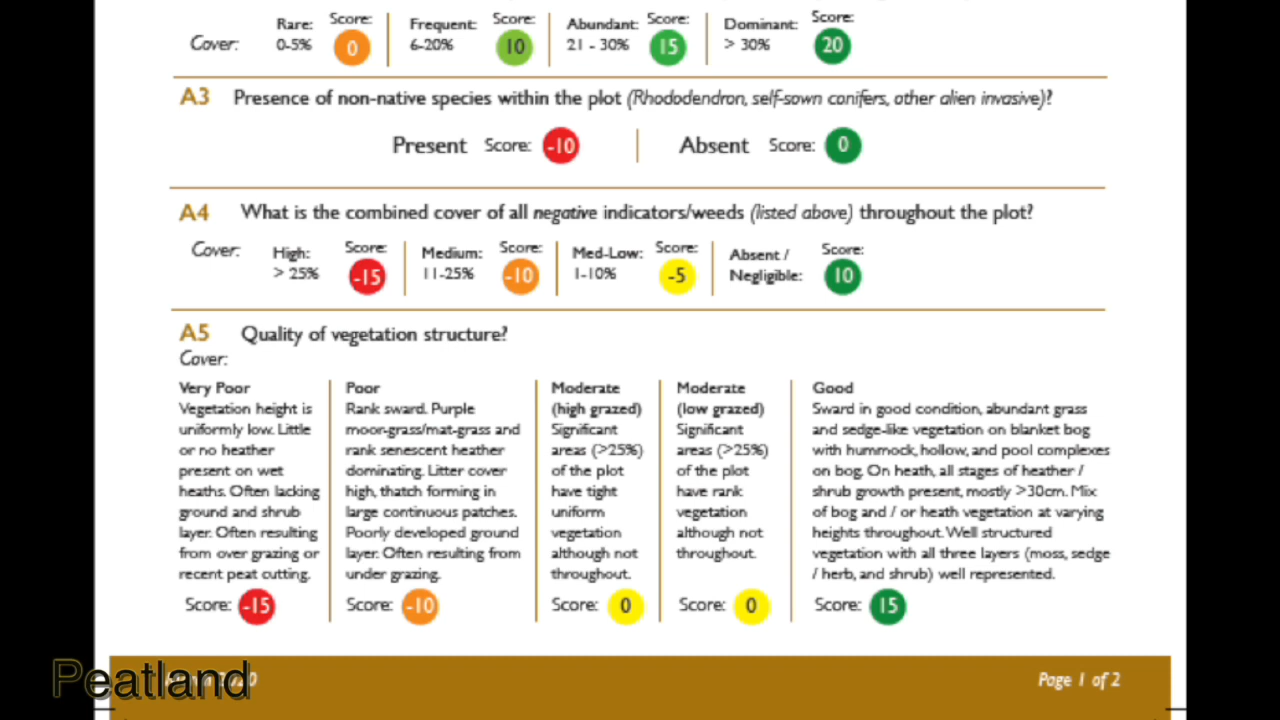 Cover: Rare: 0-5% Score: 0 Frequent: 6-20% Score: 10 Abundant: 21 - 30% Score: 15 Dominant: > 30% Score: 20
A3 Presence of non-native species within the plot (Rhododendron, self-sown conifers, other alien invasive)?
Present Score: -10 Absent Score: 0
A4 What is the combined cover of all negative indicators/weeds (listed above) throughout the plot?
Cover: High: > 25% Score: -15 Medium: 11-25% Score: -10 Med-Low: 1-10% Score: -5 Absent / Negligible: Score: 10
A5 Quality of vegetation structure?
Cover:
Very Poor
Vegetation height is
uniformly low. Little
or no heather
present on wet
heaths. Often lacking
ground and shrub
layer. Often resulting
from over grazing or
recent peat cutting.
Score: -15
Poor
Rank sward. Purple
moor-grass/mat-grass and
rank senescent heather
dominating. Litter cover
high, thatch forming in
large continuous patches.
Poorly developed ground
layer. Often resulting from
under grazing.
Score: -10
Moderate
(high grazed)
Significant
areas (>25%)
of the plot
have tight
uniform
vegetation
although not
throughout.
Score: 0
Moderate
(low grazed)
Significant
areas (>25%)
of the plot
have rank
vegetation
although not
throughout.
Score: 0
Good
Sward in good condition, abundant grass
and sedge-like vegetation on blanket bog
with hummock, hollow, and pool complexes
on bog. On heath, all stages of heather /
shrub growth present, mostly >30cm. Mix
of bog and / or heath vegetation at varying
heights throughout. Well structured
vegetation with all three layers (moss, sedge
/ herb, and shrub) well represented.
Score: 15
Peatland
Page 1 of 2